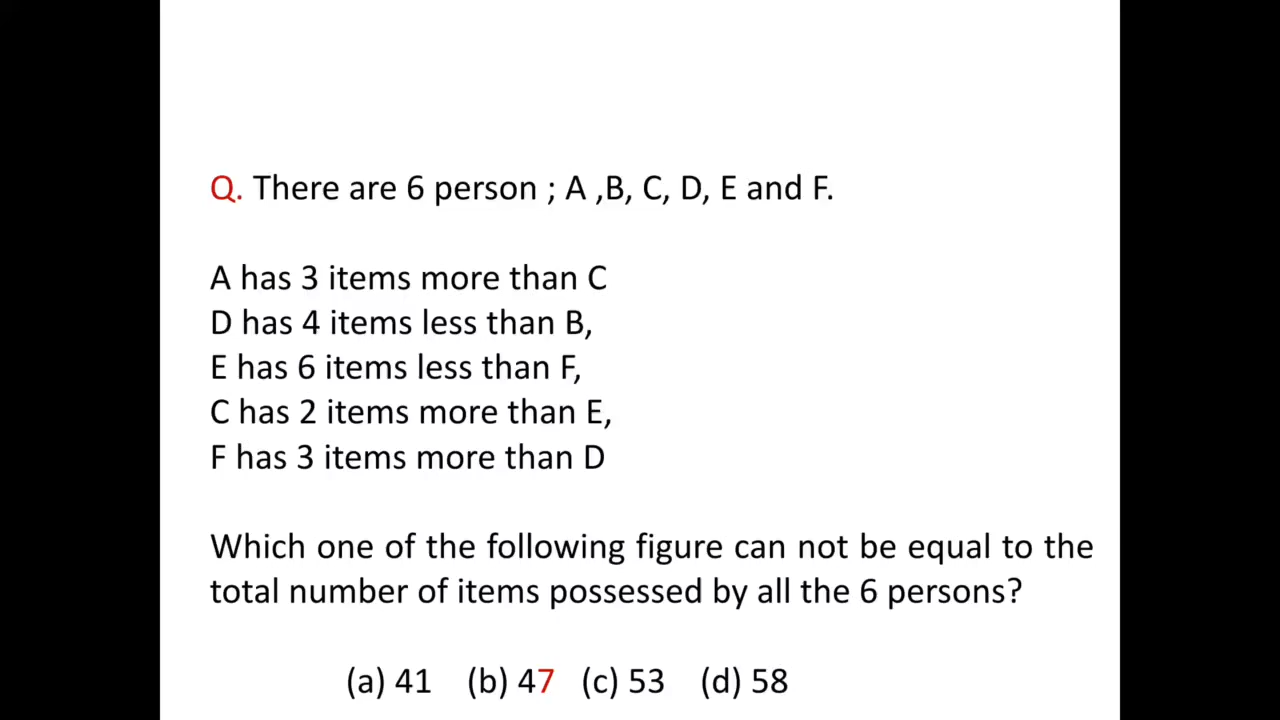 Q. There are 6 person ; A ,B, C, D, E and F.
A has 3 items more than C
D has 4 items less than B,
E has 6 items less than F,
C has 2 items more than E,
F has 3 items more than D
Which one of the following figure can not be equal to the
total number of items possessed by all the 6 persons?
(a) 41 (b) 47 (c) 53 (d) 58